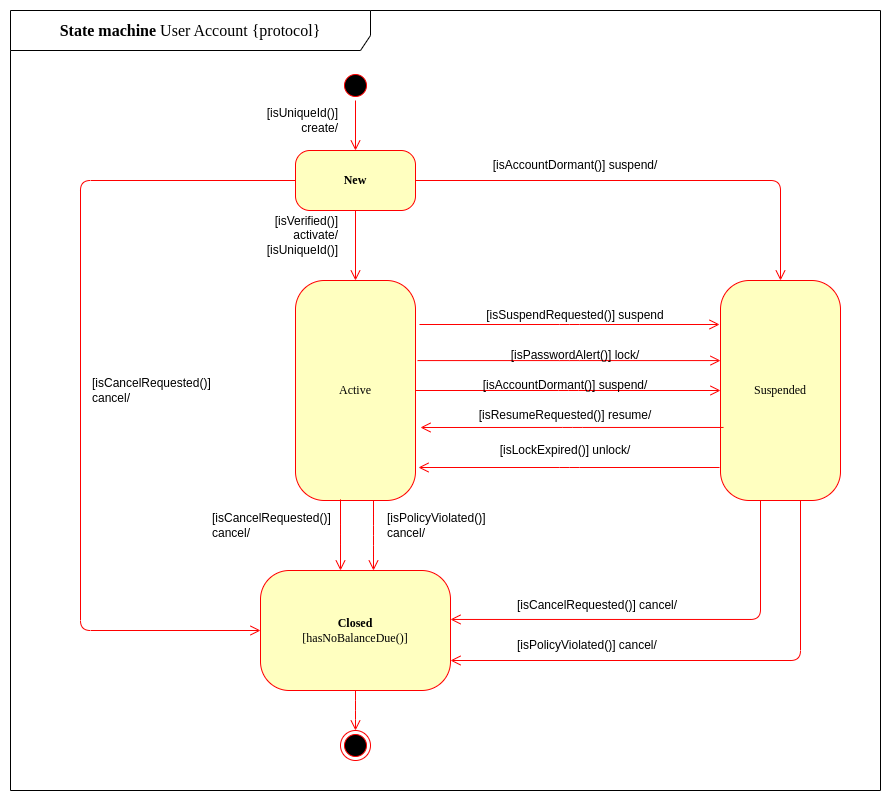 State machine User Account {protocol}
[isUniqueId()]
create/
New
[isAccountDormant()] suspend/
[isVerified()]
activate/
[isUniqueId()]
[isSuspendRequested()] suspend
[isPasswordAlert()] lock/
[isCancelRequested()]
cancel/
Active
[isAccountDormant()] suspend/
Suspended
[isResumeRequested()] resume/
[isLockExpired()] unlock/
[isCancelRequested()]
cancel/
[isPolicyViolated()]
cancel/
[isCancelRequested()] cancel/
Closed
[hasNoBalanceDue()]
[isPolicyViolated()] cancel/